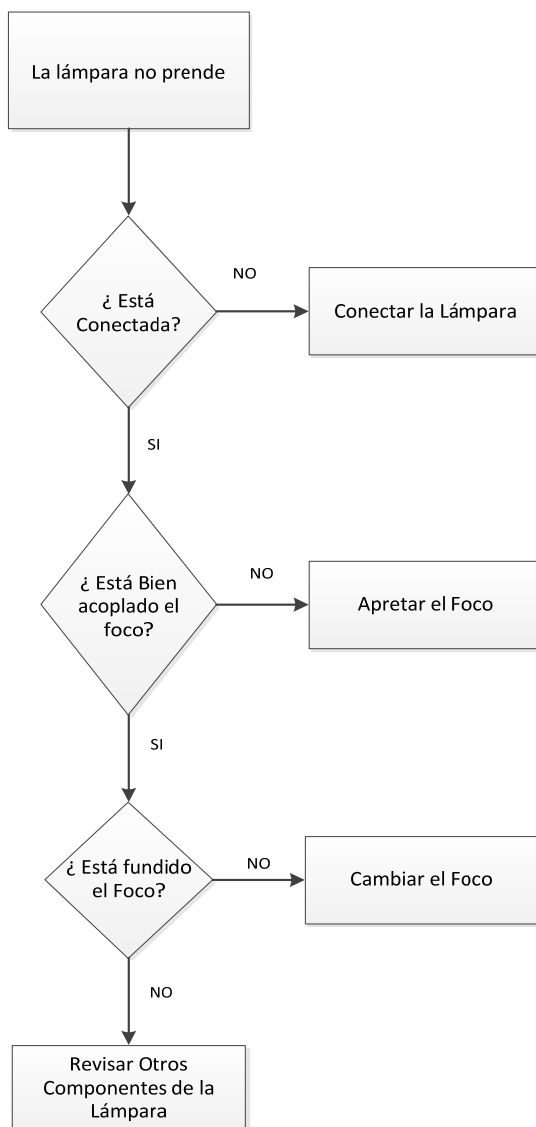 La lámpara no prende
NO
¿ Está
Conectada?
Conectar la Lámpara
SI
NO
¿ Está Bien
acoplado el
foco?
Apretar el Foco
SI
¿ Está fundido
el Foco?
NO
Cambiar el Foco
NO
Revisar Otros
Componentes de la
Lámpara